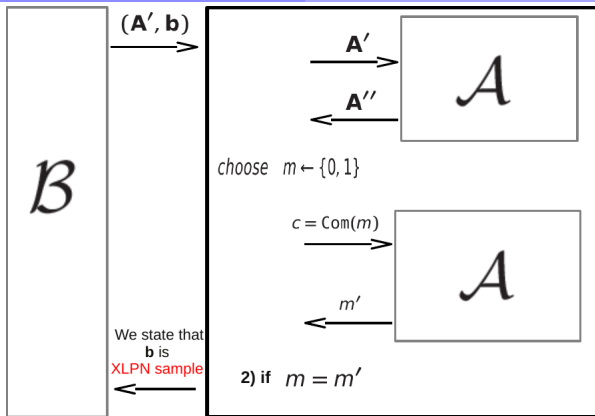 (A′, b)
A′
𝓐
A″
𝓑
choose m ← {0, 1}
c = Com(m)
𝓐
m′
We state that
b is
XLPN sample
2) if m = m′